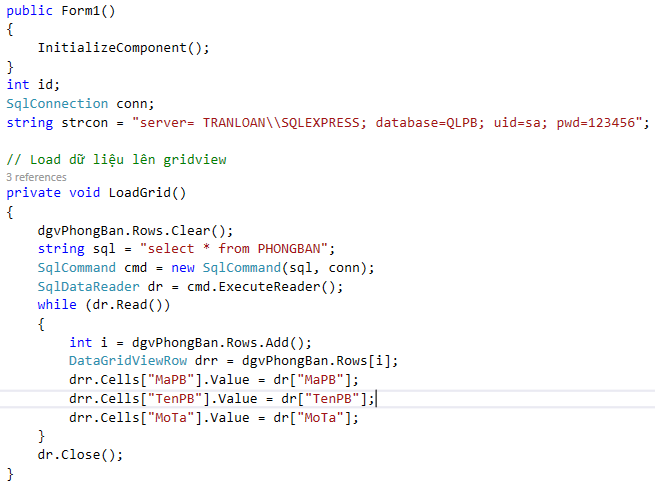 public Form1()
{
    InitializeComponent();
}
int id;
SqlConnection conn;
string strcon = "server= TRANLOAN\\SQLEXPRESS; database=QLPB; uid=sa; pwd=123456";
// Load dữ liệu lên gridview
3 references
private void LoadGrid()
{
    dgvPhongBan.Rows.Clear();
    string sql = "select * from PHONGBAN";
    SqlCommand cmd = new SqlCommand(sql, conn);
    SqlDataReader dr = cmd.ExecuteReader();
    while (dr.Read())
    {
        int i = dgvPhongBan.Rows.Add();
        DataGridViewRow drr = dgvPhongBan.Rows[i];
        drr.Cells["MaPB"].Value = dr["MaPB"];
        drr.Cells["TenPB"].Value = dr["TenPB"];
        drr.Cells["MoTa"].Value = dr["MoTa"];
    }
    dr.Close();
}